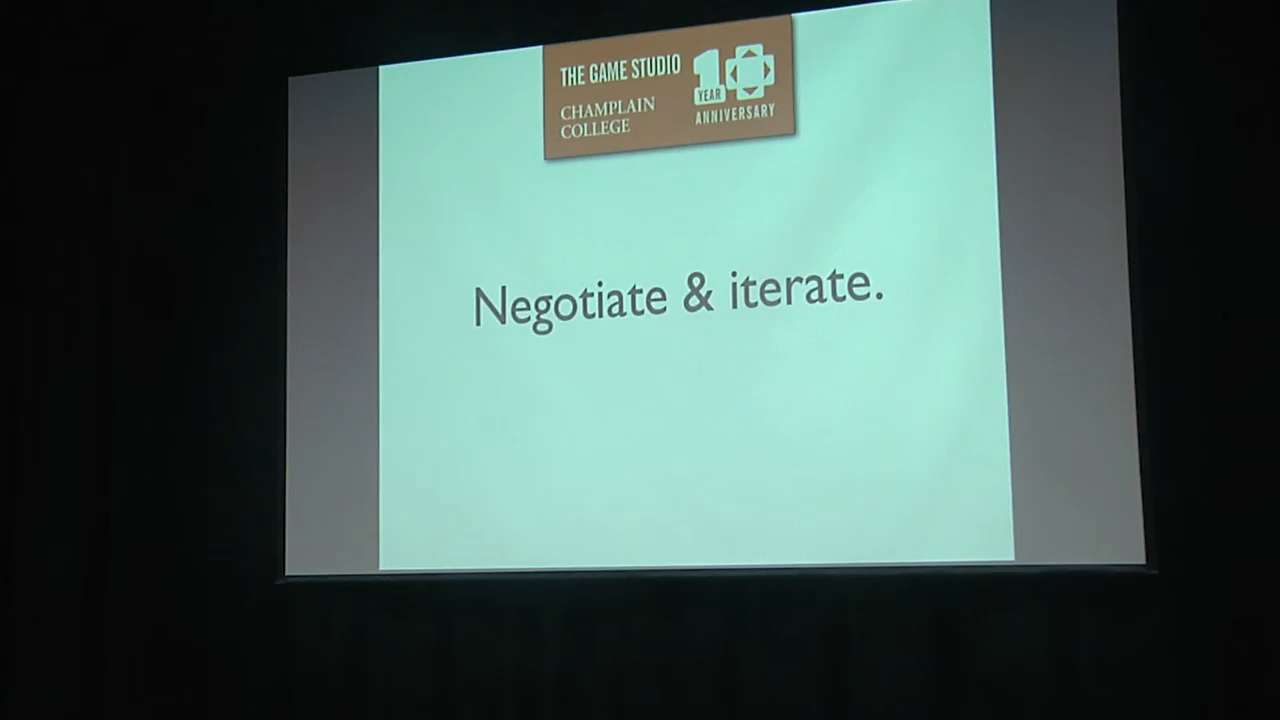 THE GAME STUDIO
CHAMPLAIN
COLLEGE
10
YEAR
ANNIVERSARY
Negotiate & iterate.